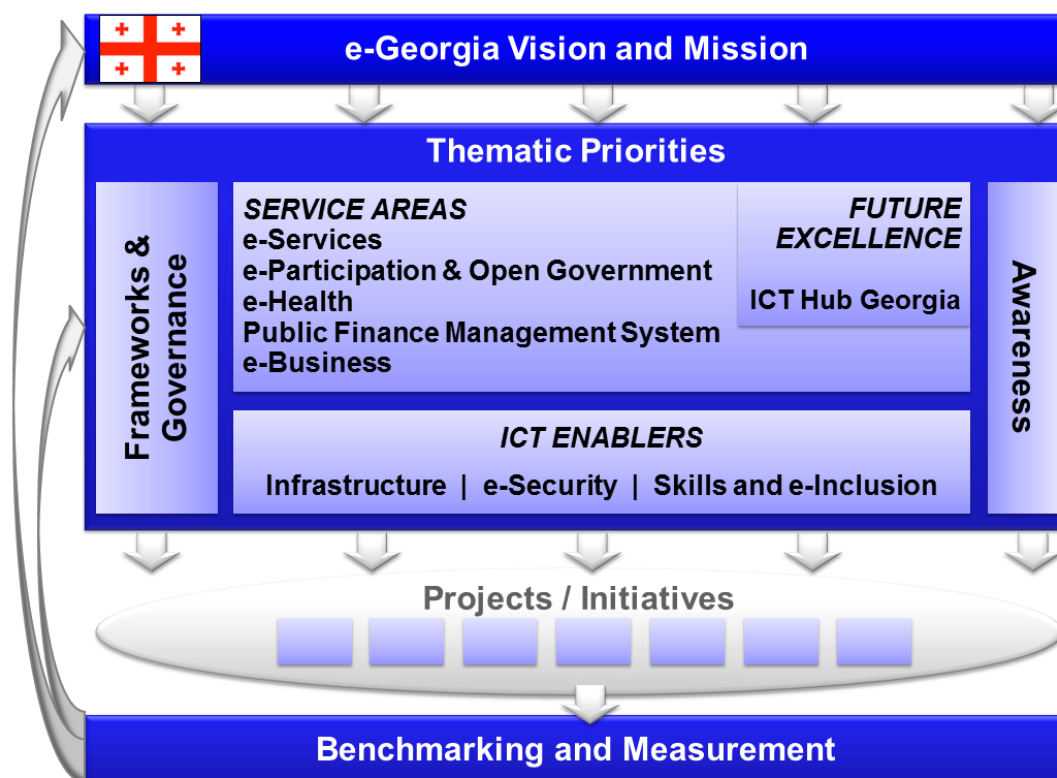 e-Georgia Vision and Mission
Thematic Priorities
Frameworks &
Governance
SERVICE AREAS
e-Services
e-Participation & Open Government
e-Health
Public Finance Management System
e-Business
FUTURE
EXCELLENCE
ICT Hub Georgia
Awareness
ICT ENABLERS
Infrastructure | e-Security | Skills and e-Inclusion
Projects / Initiatives
Benchmarking and Measurement